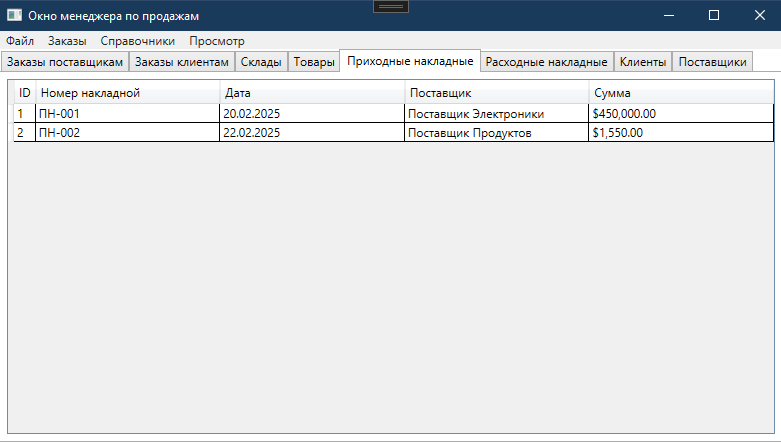 Окно менеджера по продажам
Файл Заказы Справочники Просмотр
Заказы поставщикам Заказы клиентам Склады Товары Приходные накладные Расходные накладные Клиенты Поставщики
ID Номер накладной Дата Поставщик Сумма
1 ПН-001 20.02.2025 Поставщик Электроники $450,000.00
2 ПН-002 22.02.2025 Поставщик Продуктов $1,550.00